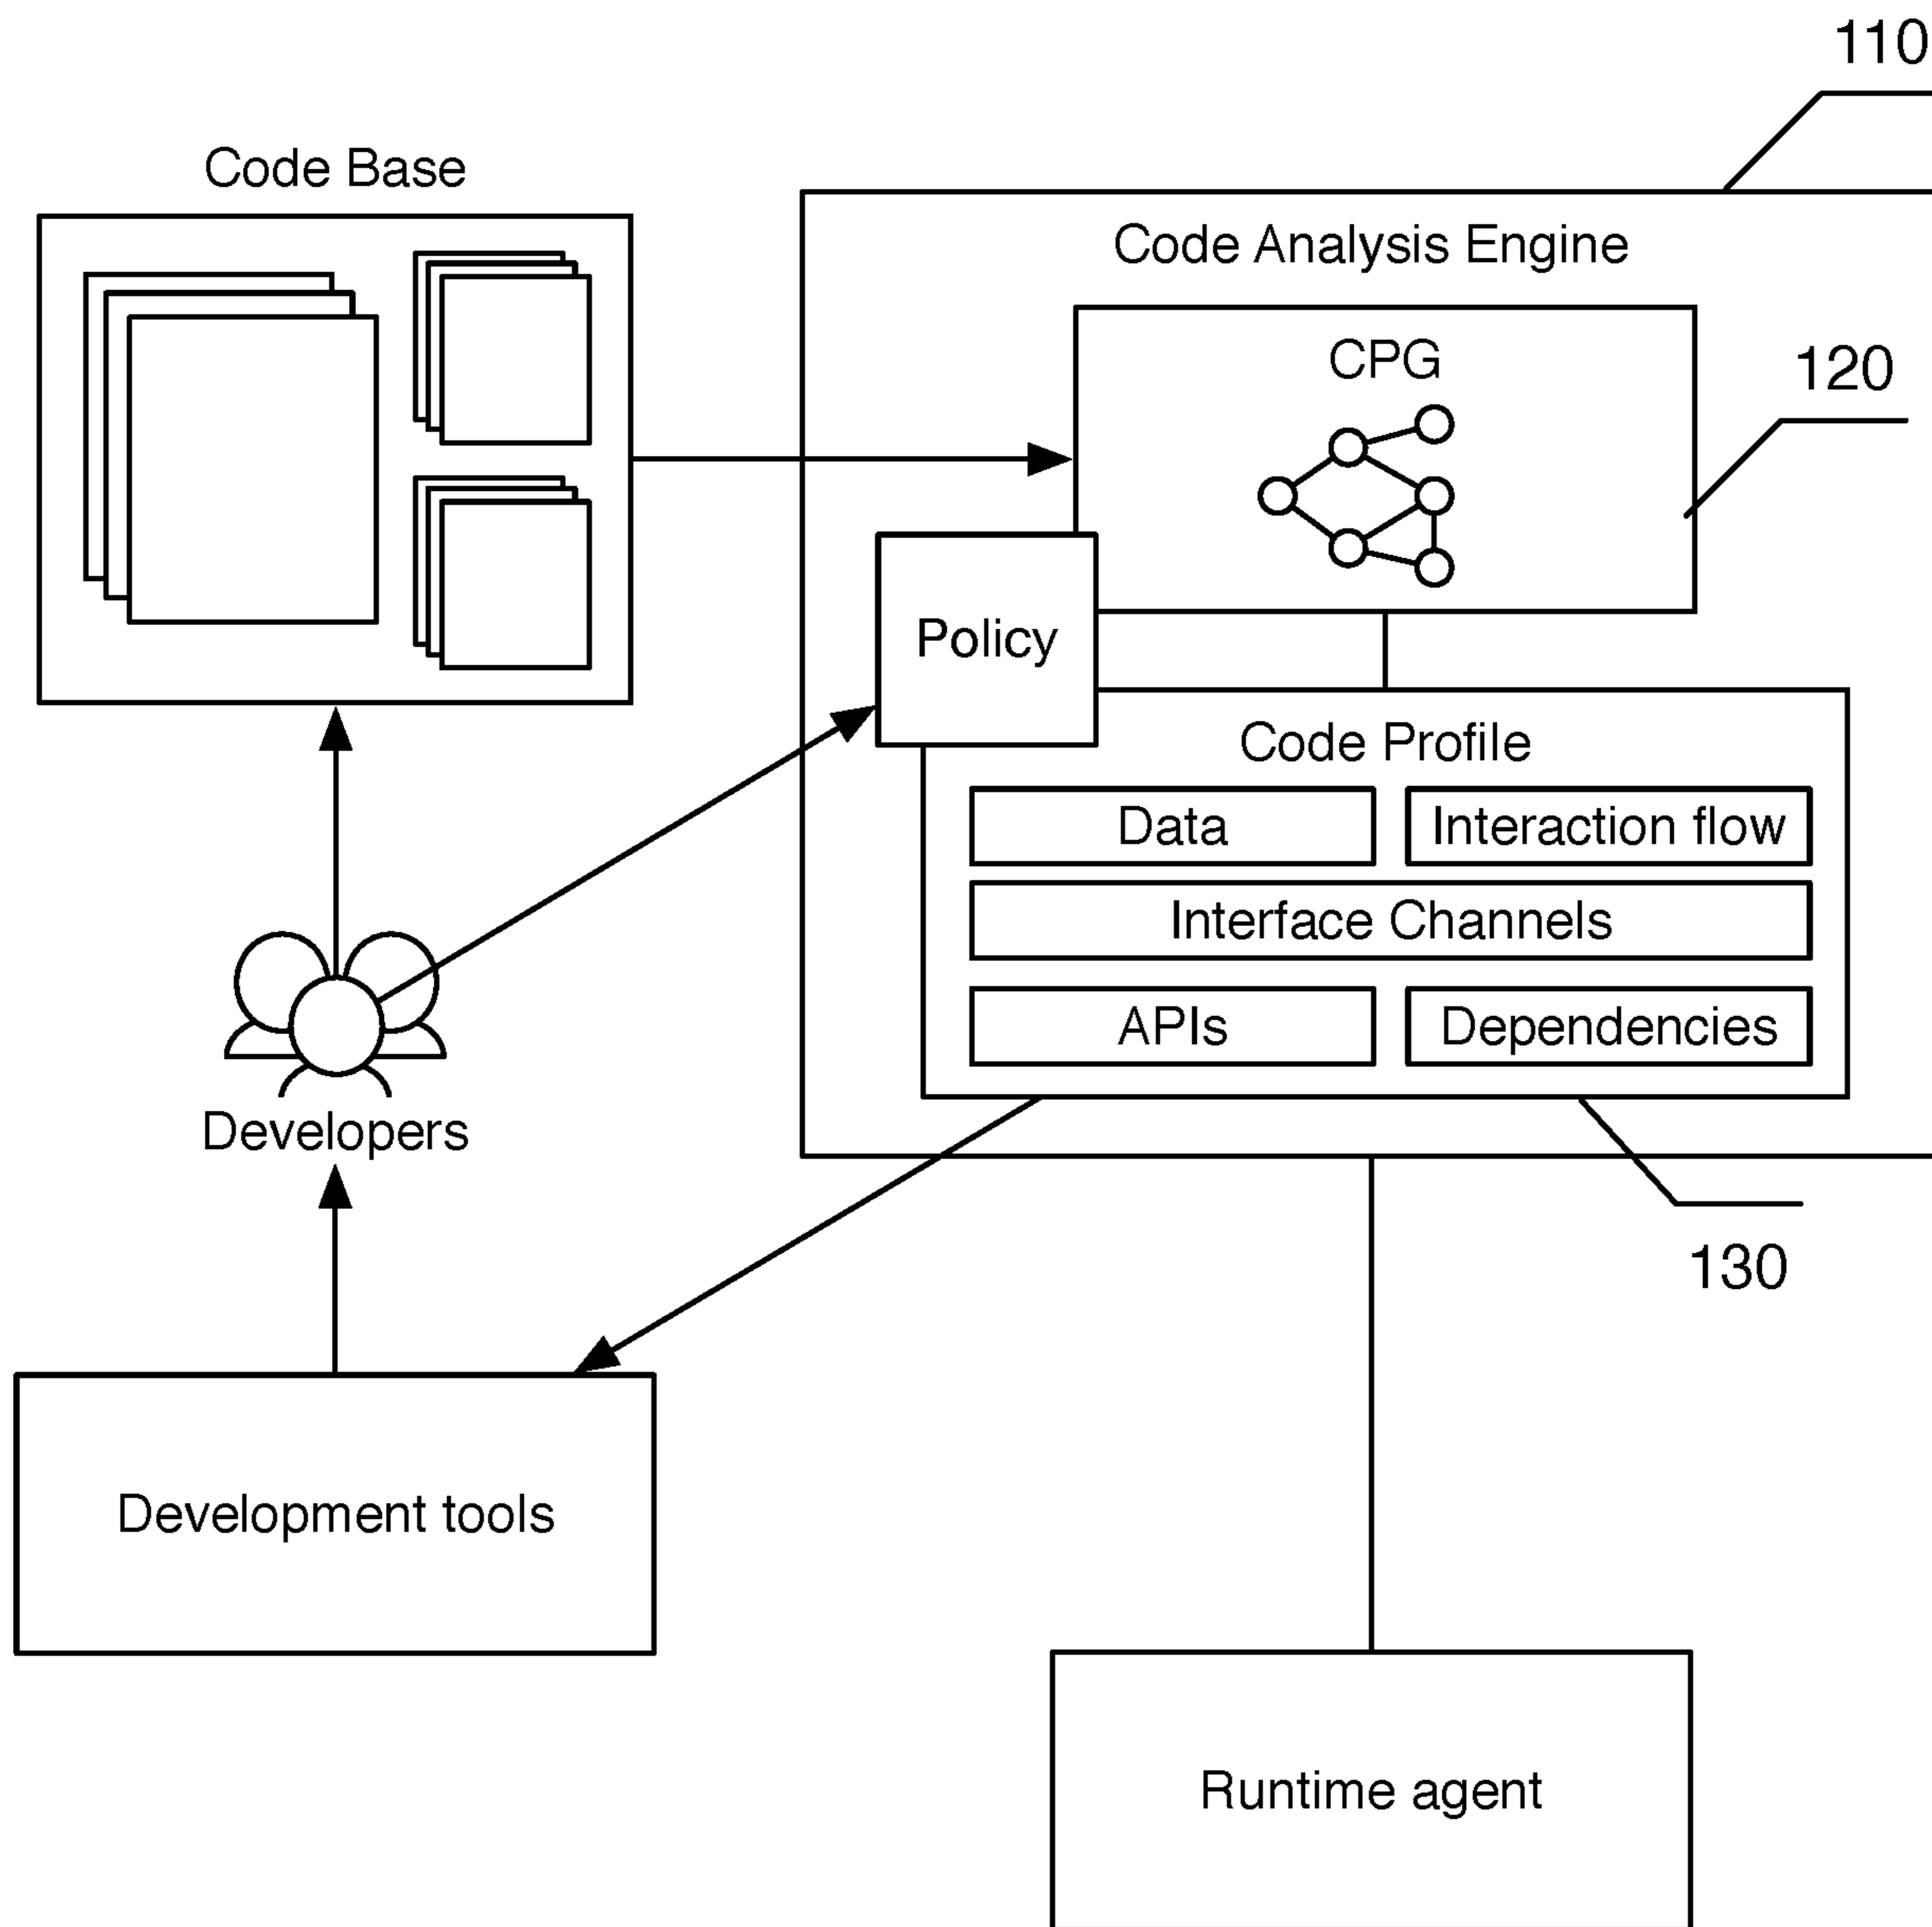 110
Code Base
Code Analysis Engine
CPG
120
Policy
Code Profile
Data
Interaction flow
Interface Channels
APIs
Dependencies
Developers
130
Development tools
Runtime agent